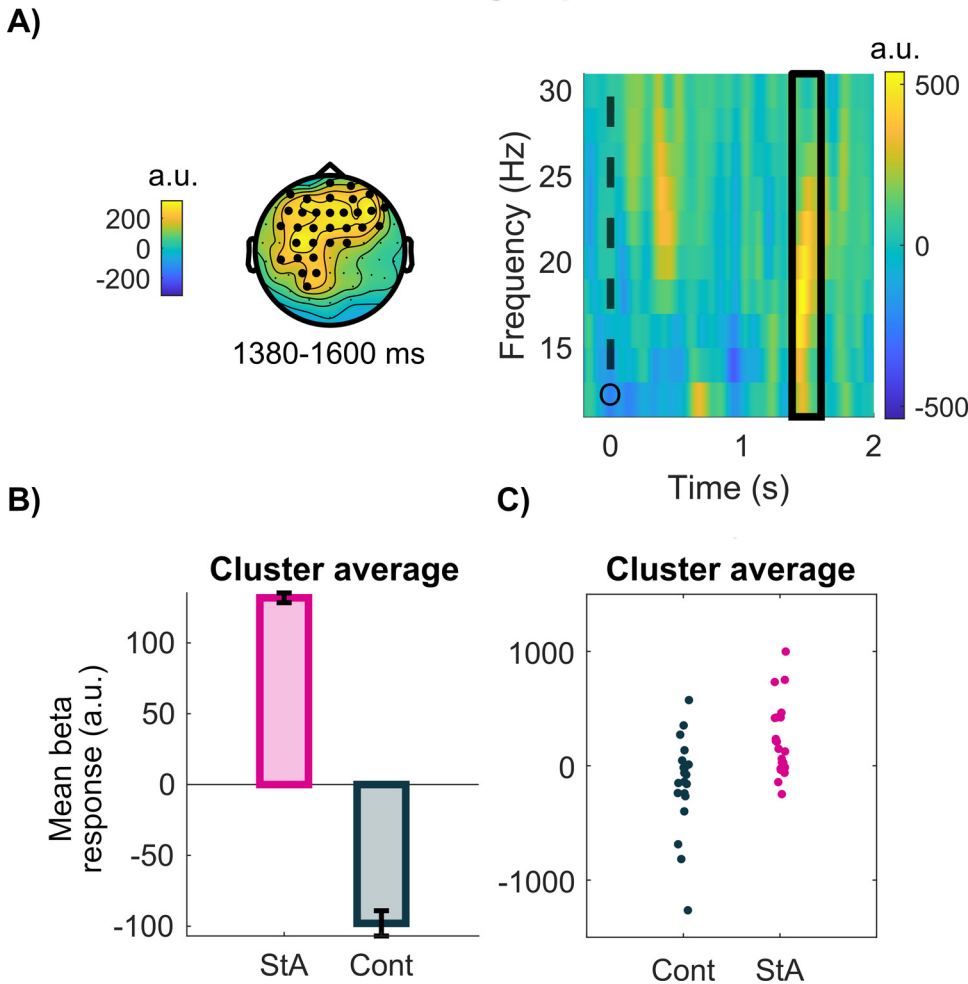 A)
a.u.
200
0
-200
1380-1600 ms
a.u.
500
0
-500
Frequency (Hz)
30
25
20
15
O
0 1 2
Time (s)
B)
Cluster average
Mean beta
response (a.u.)
100
50
0
-50
-100
StA Cont
C)
Cluster average
1000
0
-1000
Cont StA